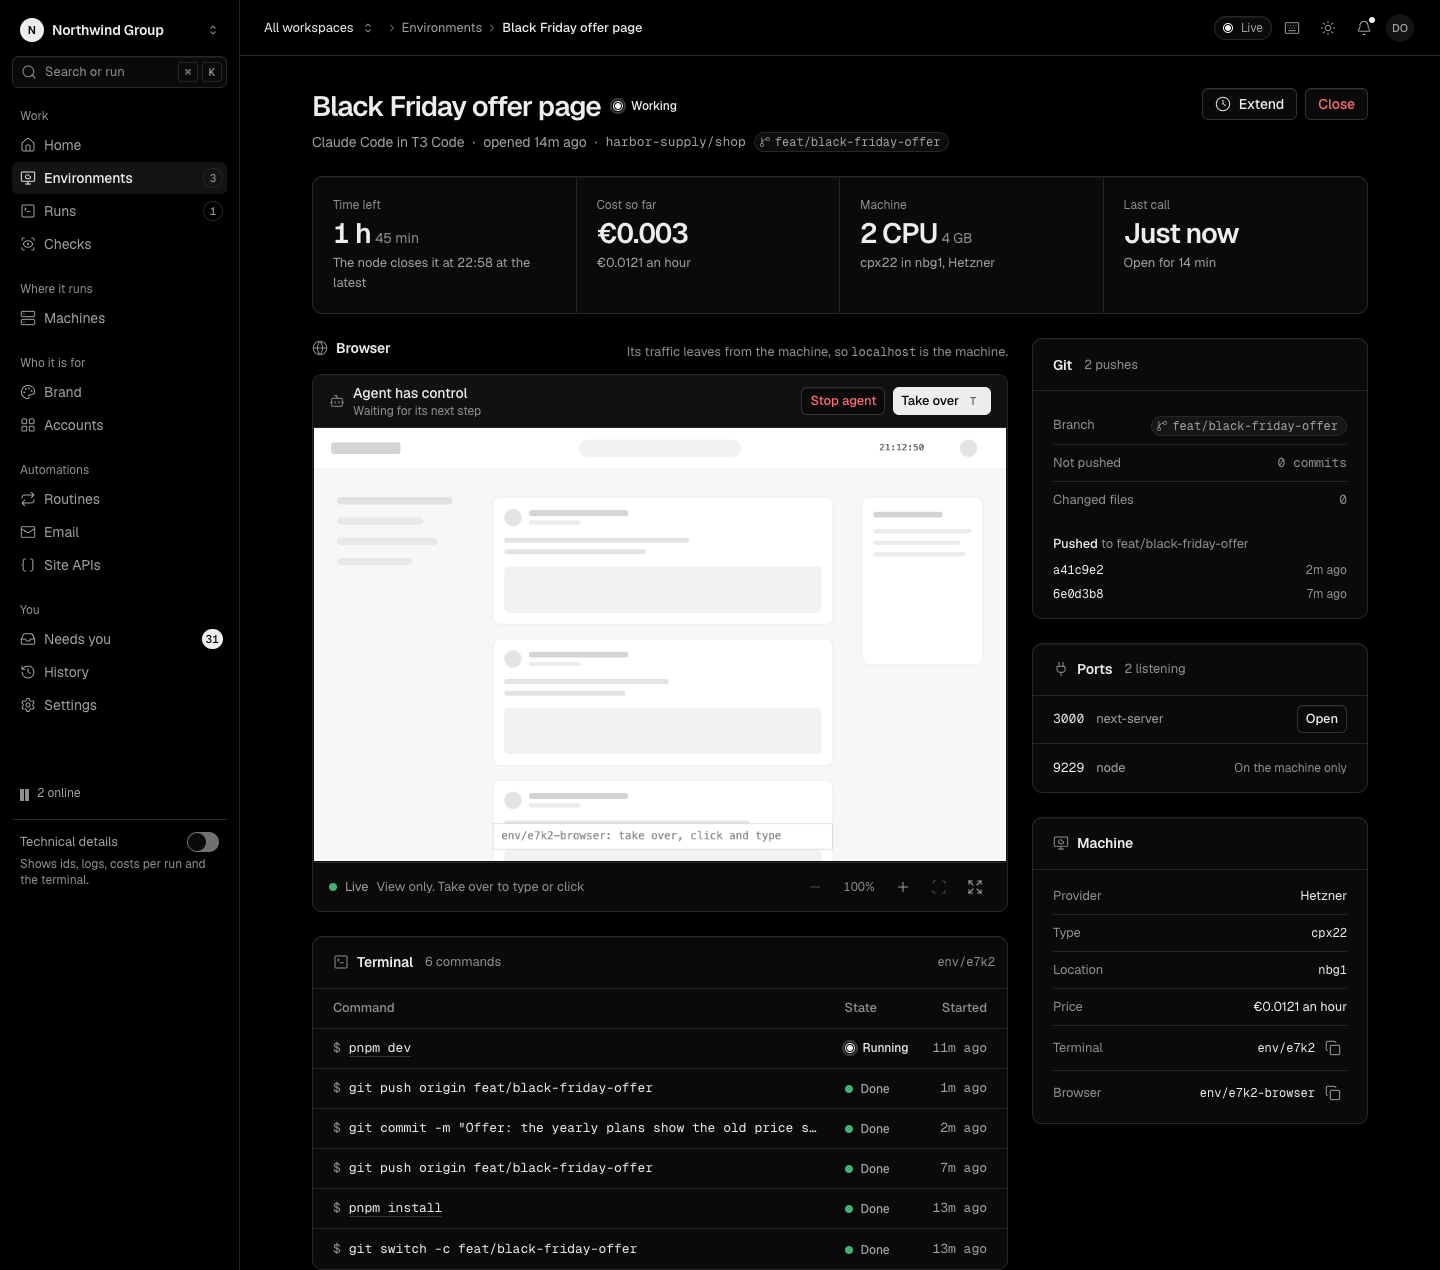 N Northwind Group
Search or run ⌘ K
Work
Home
Environments 3
Runs 1
Checks
Where it runs
Machines
Who it is for
Brand
Accounts
Automations
Routines
Email
Site APIs
You
Needs you 31
History
Settings
2 online
Technical details
Shows ids, logs, costs per run and
the terminal.
All workspaces > Environments > Black Friday offer page
Live
DO
Black Friday offer page Working
Extend Close
Claude Code in T3 Code · opened 14m ago · harbor-supply/shop feat/black-friday-offer
Time left
1 h 45 min
The node closes it at 22:58 at the
latest
Cost so far
€0.003
€0.0121 an hour
Machine
2 CPU 4 GB
cpx22 in nbg1, Hetzner
Last call
Just now
Open for 14 min
Browser
Its traffic leaves from the machine, so localhost is the machine.
Agent has control
Waiting for its next step
Stop agent Take over T
21:12:50
env/e7k2-browser: take over, click and type
Live View only. Take over to type or click
100%
Terminal 6 commands env/e7k2
Command State Started
$ pnpm dev Running 11m ago
$ git push origin feat/black-friday-offer Done 1m ago
$ git commit -m "Offer: the yearly plans show the old price s… Done 2m ago
$ git push origin feat/black-friday-offer Done 7m ago
$ pnpm install Done 13m ago
$ git switch -c feat/black-friday-offer Done 13m ago
Git 2 pushes
Branch feat/black-friday-offer
Not pushed 0 commits
Changed files 0
Pushed to feat/black-friday-offer
a41c9e2 2m ago
6e0d3b8 7m ago
Ports 2 listening
3000 next-server Open
9229 node On the machine only
Machine
Provider Hetzner
Type cpx22
Location nbg1
Price €0.0121 an hour
Terminal env/e7k2
Browser env/e7k2-browser